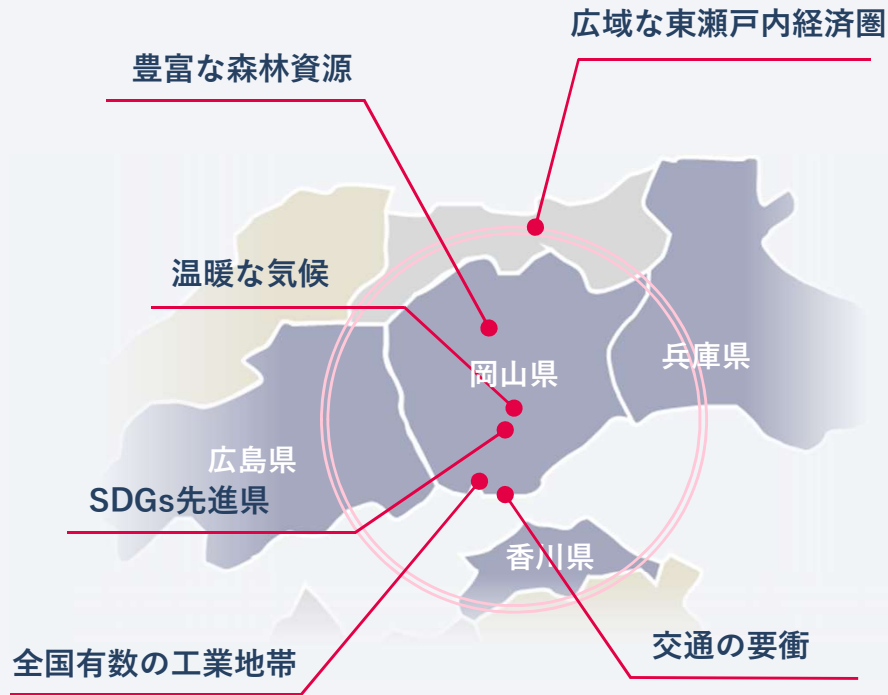 広域な東瀬戸内経済圏
豊富な森林資源
温暖な気候
兵庫県
岡山県
広島県
SDGs先進県
香川県
交通の要衝
全国有数の工業地帯